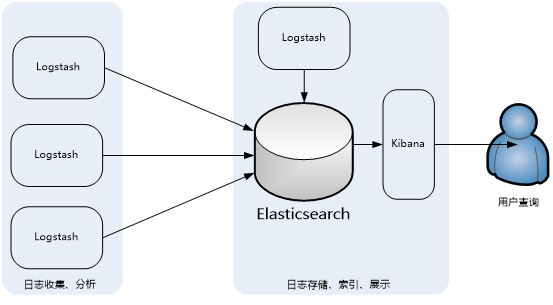 Logstash
Logstash
Logstash
Logstash
Elasticsearch
Kibana
用户查询
日志收集、分析
日志存储、索引、展示